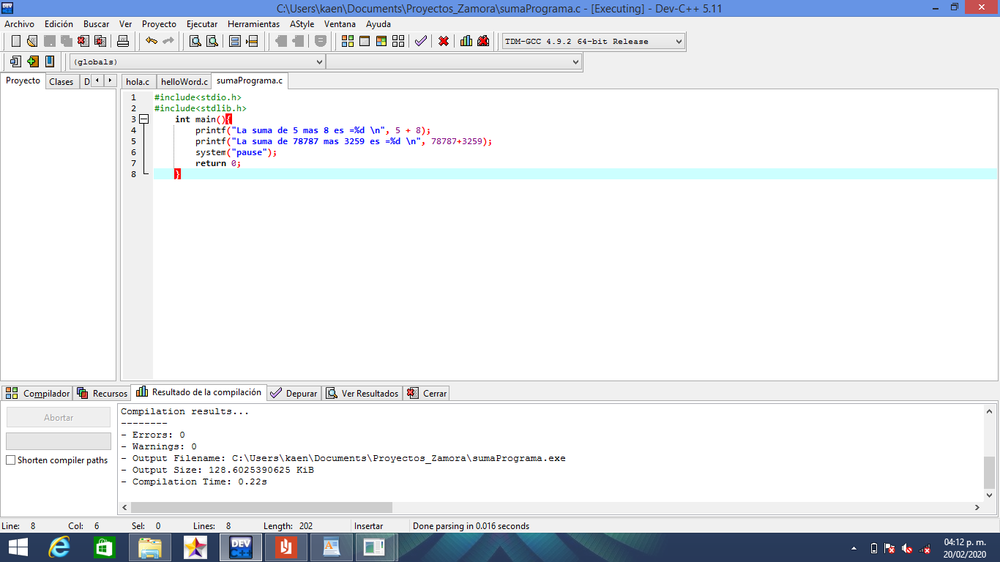 C:\Users\kaen\Documents\Proyectos_Zamora\sumaPrograma.c - [Executing] - Dev-C++ 5.11
Archivo Edición Buscar Ver Proyecto Ejecutar Herramientas AStyle Ventana Ayuda
TDM-GCC 4.9.2 64-bit Release
(globals)
Proyecto Clases D hola.c helloWord.c sumaPrograma.c
1 #include<stdio.h>
2 #include<stdlib.h>
3 int main(){
4 printf("La suma de 5 mas 8 es =%d \n", 5 + 8);
5 printf("La suma de 78787 mas 3259 es =%d \n", 78787+3259);
6 system("pause");
7 return 0;
8 }
Compilador Recursos Resultado de la compilación Depurar Ver Resultados Cerrar
Abortar
Shorten compiler paths
Compilation results...
--------
- Errors: 0
- Warnings: 0
- Output Filename: C:\Users\kaen\Documents\Proyectos_Zamora\sumaPrograma.exe
- Output Size: 128.6025390625 KiB
- Compilation Time: 0.22s
Line: 8 Col: 6 Sel: 0 Lines: 8 Length: 202 Insertar Done parsing in 0.016 seconds
DEV C++
04:12 p. m.
20/02/2020